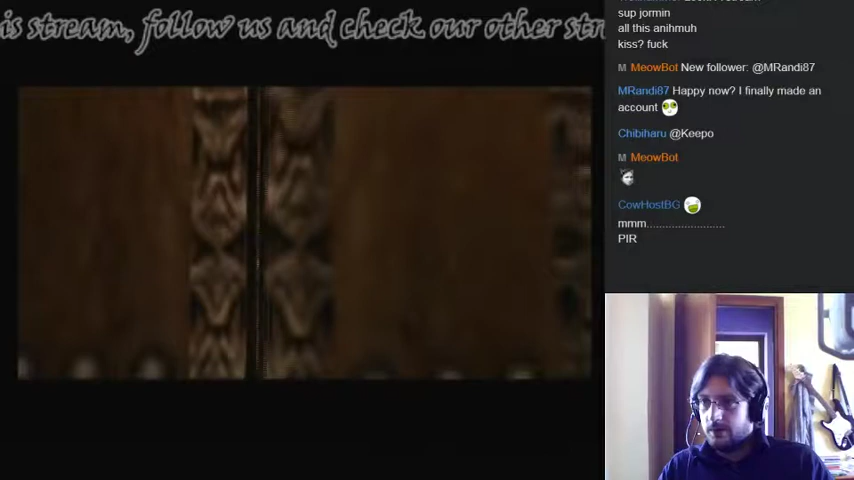 is stream, follow us and check our other str
sup jormin
all this anihmuh
kiss? fuck
M MeowBot New follower: @MRandi87
MRandi87 Happy now? I finally made an
account
Chibiharu @Keepo
M MeowBot
CowHostBG
mmm........................
PIR